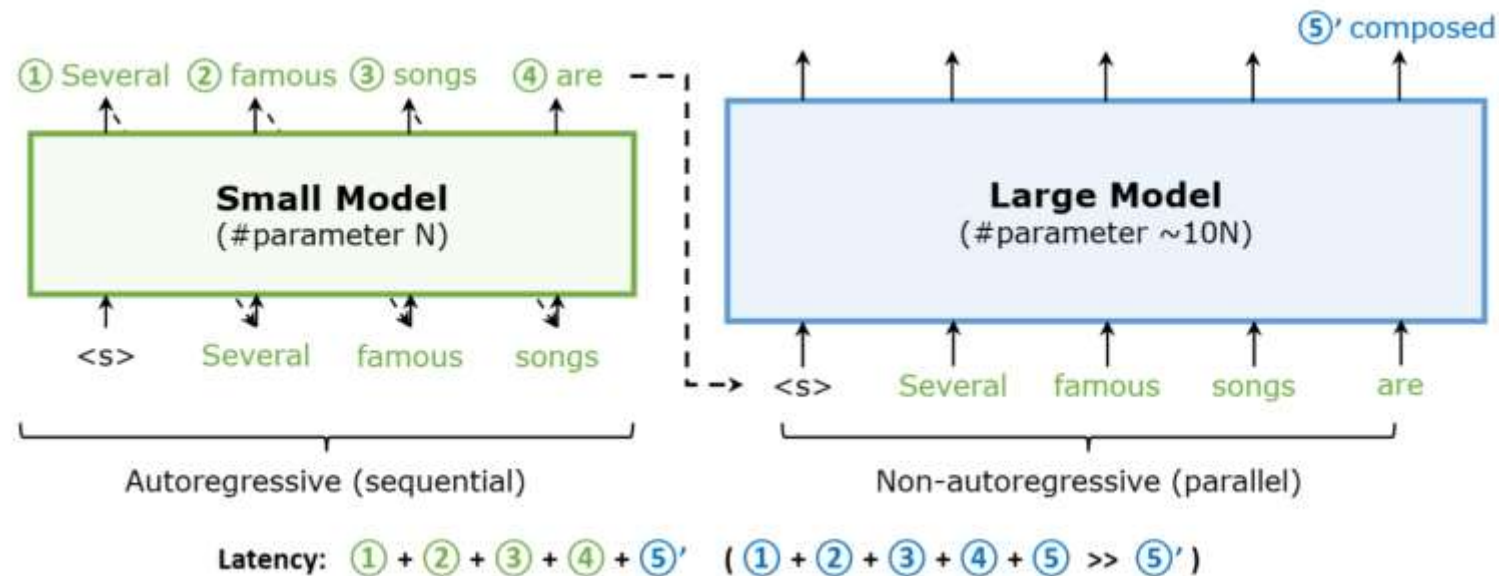 ⑤′ composed
① Several ② famous ③ songs ④ are
Small Model
(#parameter N)
Large Model
(#parameter ~10N)
<s> Several famous songs
<s> Several famous songs are
Autoregressive (sequential)
Non-autoregressive (parallel)
Latency: ① + ② + ③ + ④ + ⑤′ ( ① + ② + ③ + ④ + ⑤ >> ⑤′ )